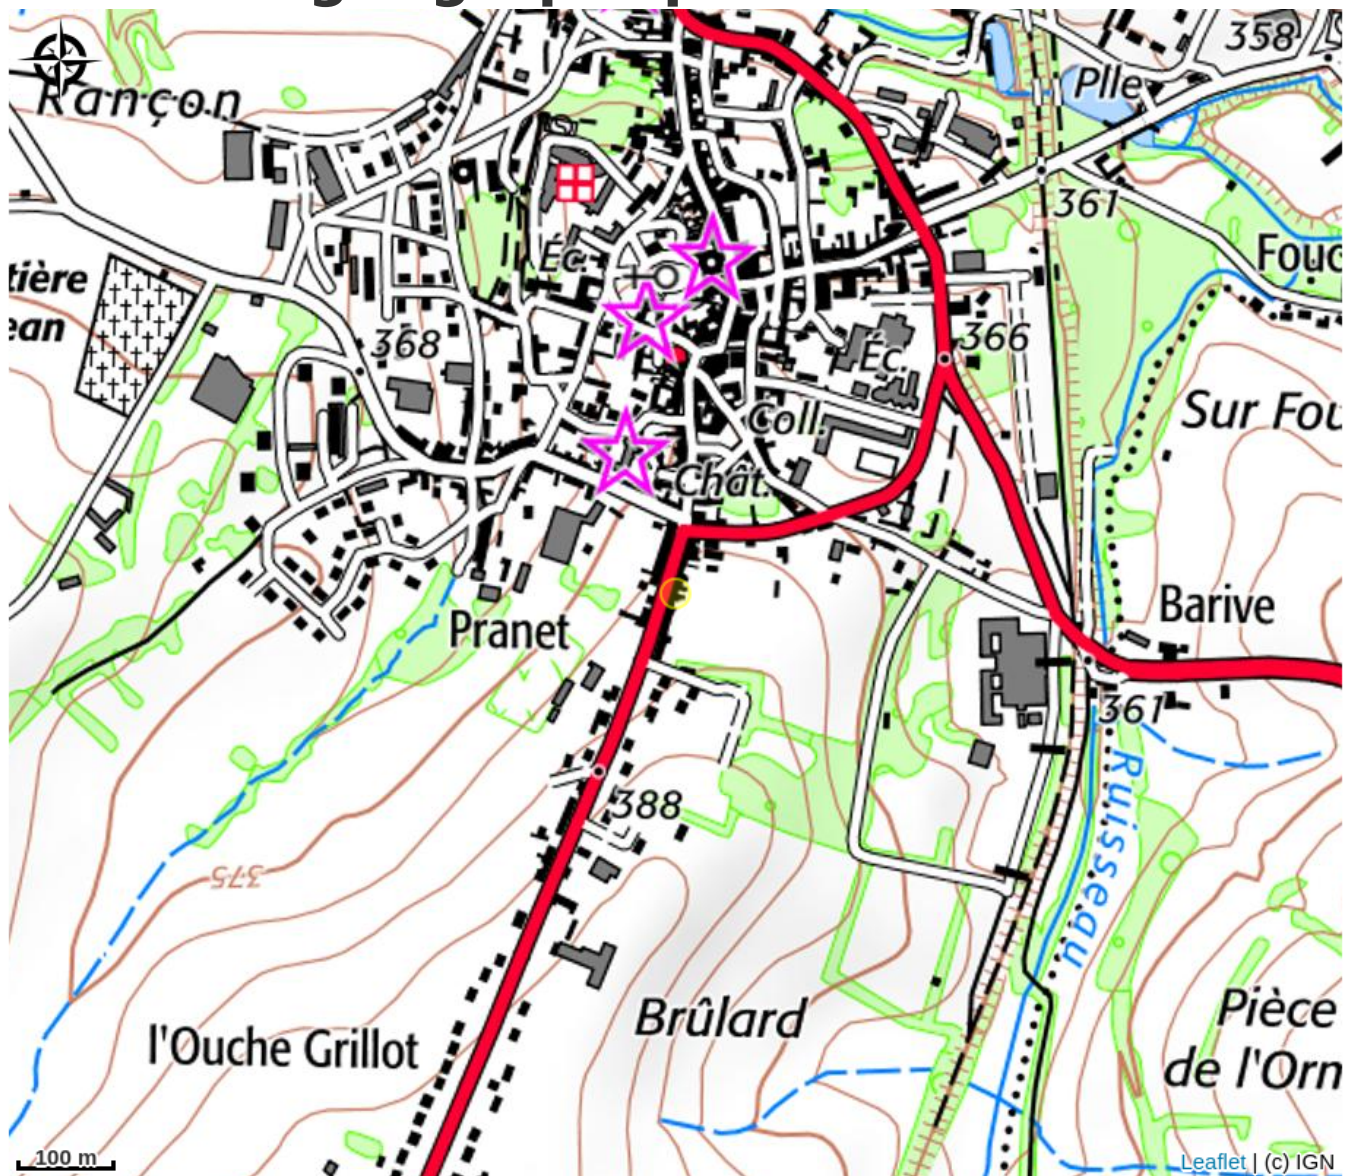 358
Plle
Rançon
361
Éc.
Fouc
tière
ean
368
366
Éc.
Sur Fou
Coll.
Chât.
Barive
Pranet
361
Ruisseau
388
375
Brûlard
Pièce
de l'Orn
l'Ouche Grillot
100 m
Leaflet | (c) IGN